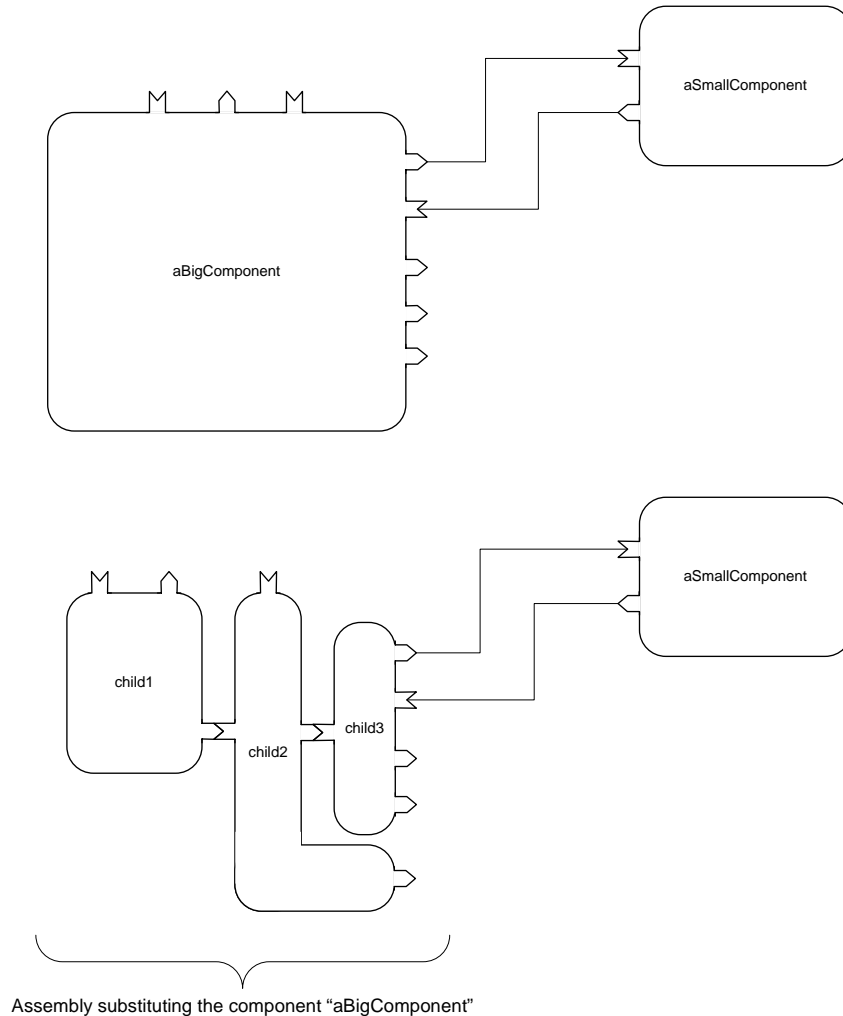 aSmallComponent
aBigComponent
aSmallComponent
child1
child2
child3
Assembly substituting the component “aBigComponent”